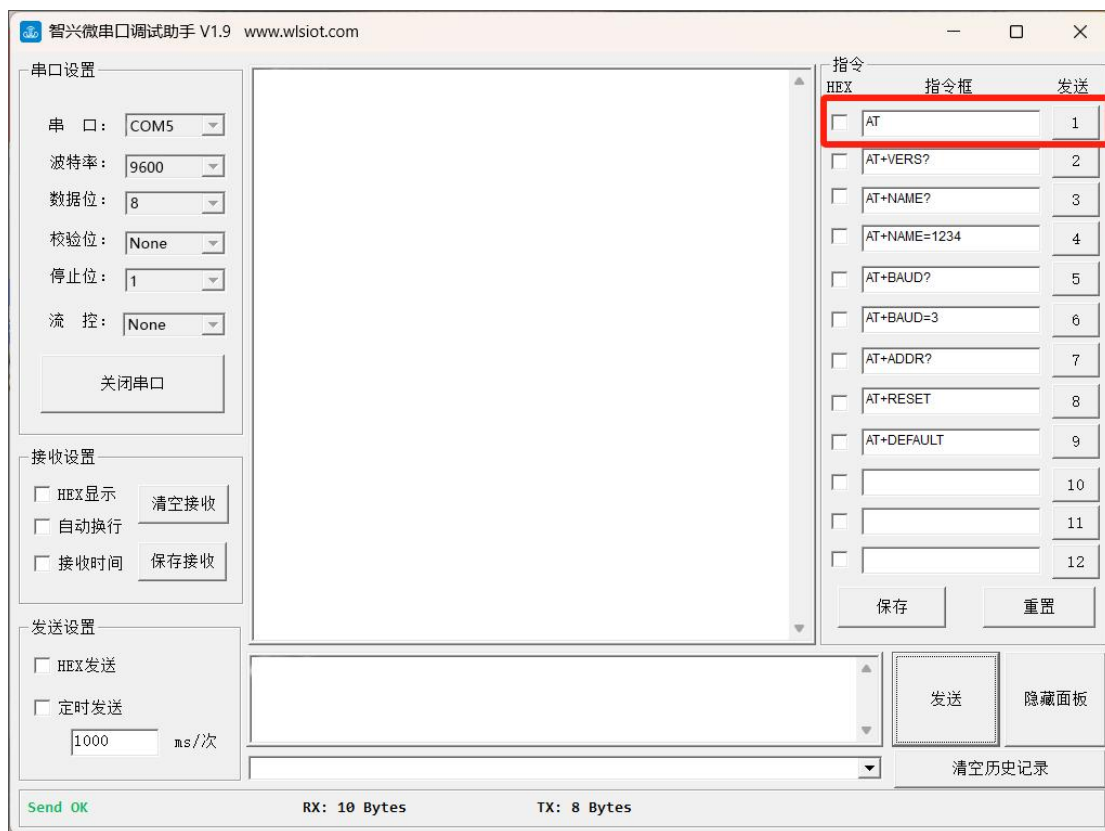 智兴微串口调试助手 V1.9 www.wlsiot.com
串口设置
串 口: COM5
波特率: 9600
数据位: 8
校验位: None
停止位: 1
流 控: None
关闭串口
接收设置
HEX显示
清空接收
自动换行
接收时间
保存接收
发送设置
HEX发送
定时发送
1000 ms/次
指令
HEX 指令框 发送
AT 1
AT+VERS? 2
AT+NAME? 3
AT+NAME=1234 4
AT+BAUD? 5
AT+BAUD=3 6
AT+ADDR? 7
AT+RESET 8
AT+DEFAULT 9
10
11
12
保存 重置
发送 隐藏面板
清空历史记录
Send OK RX: 10 Bytes TX: 8 Bytes